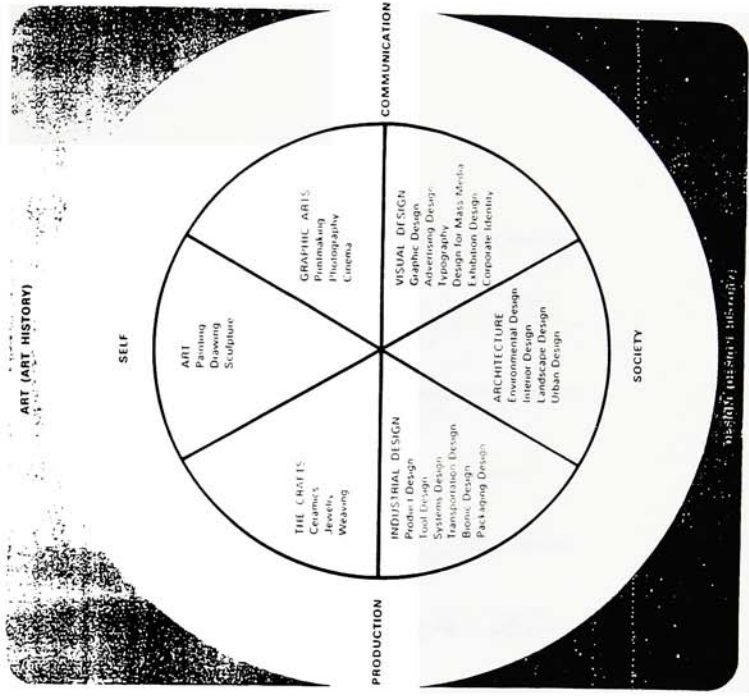 ART (ART HISTORY)
SELF
ART
Painting
Drawing
Sculpture
THE CRAFTS
Ceramics
Jewelry
Weaving
GRAPHIC ARTS
Printmaking
Photography
Cinema
PRODUCTION
COMMUNICATION
INDUSTRIAL DESIGN
Product Design
Tool Design
Systems Design
Transportation Design
Bionic Design
Packaging Design
VISUAL DESIGN
Graphic Design
Advertising Design
Typography
Design for Mass Media
Exhibition Design
Corporate Identity
ARCHITECTURE
Environmental Design
Interior Design
Landscape Design
Urban Design
SOCIETY
DESIGN (DESIGN HISTORY)